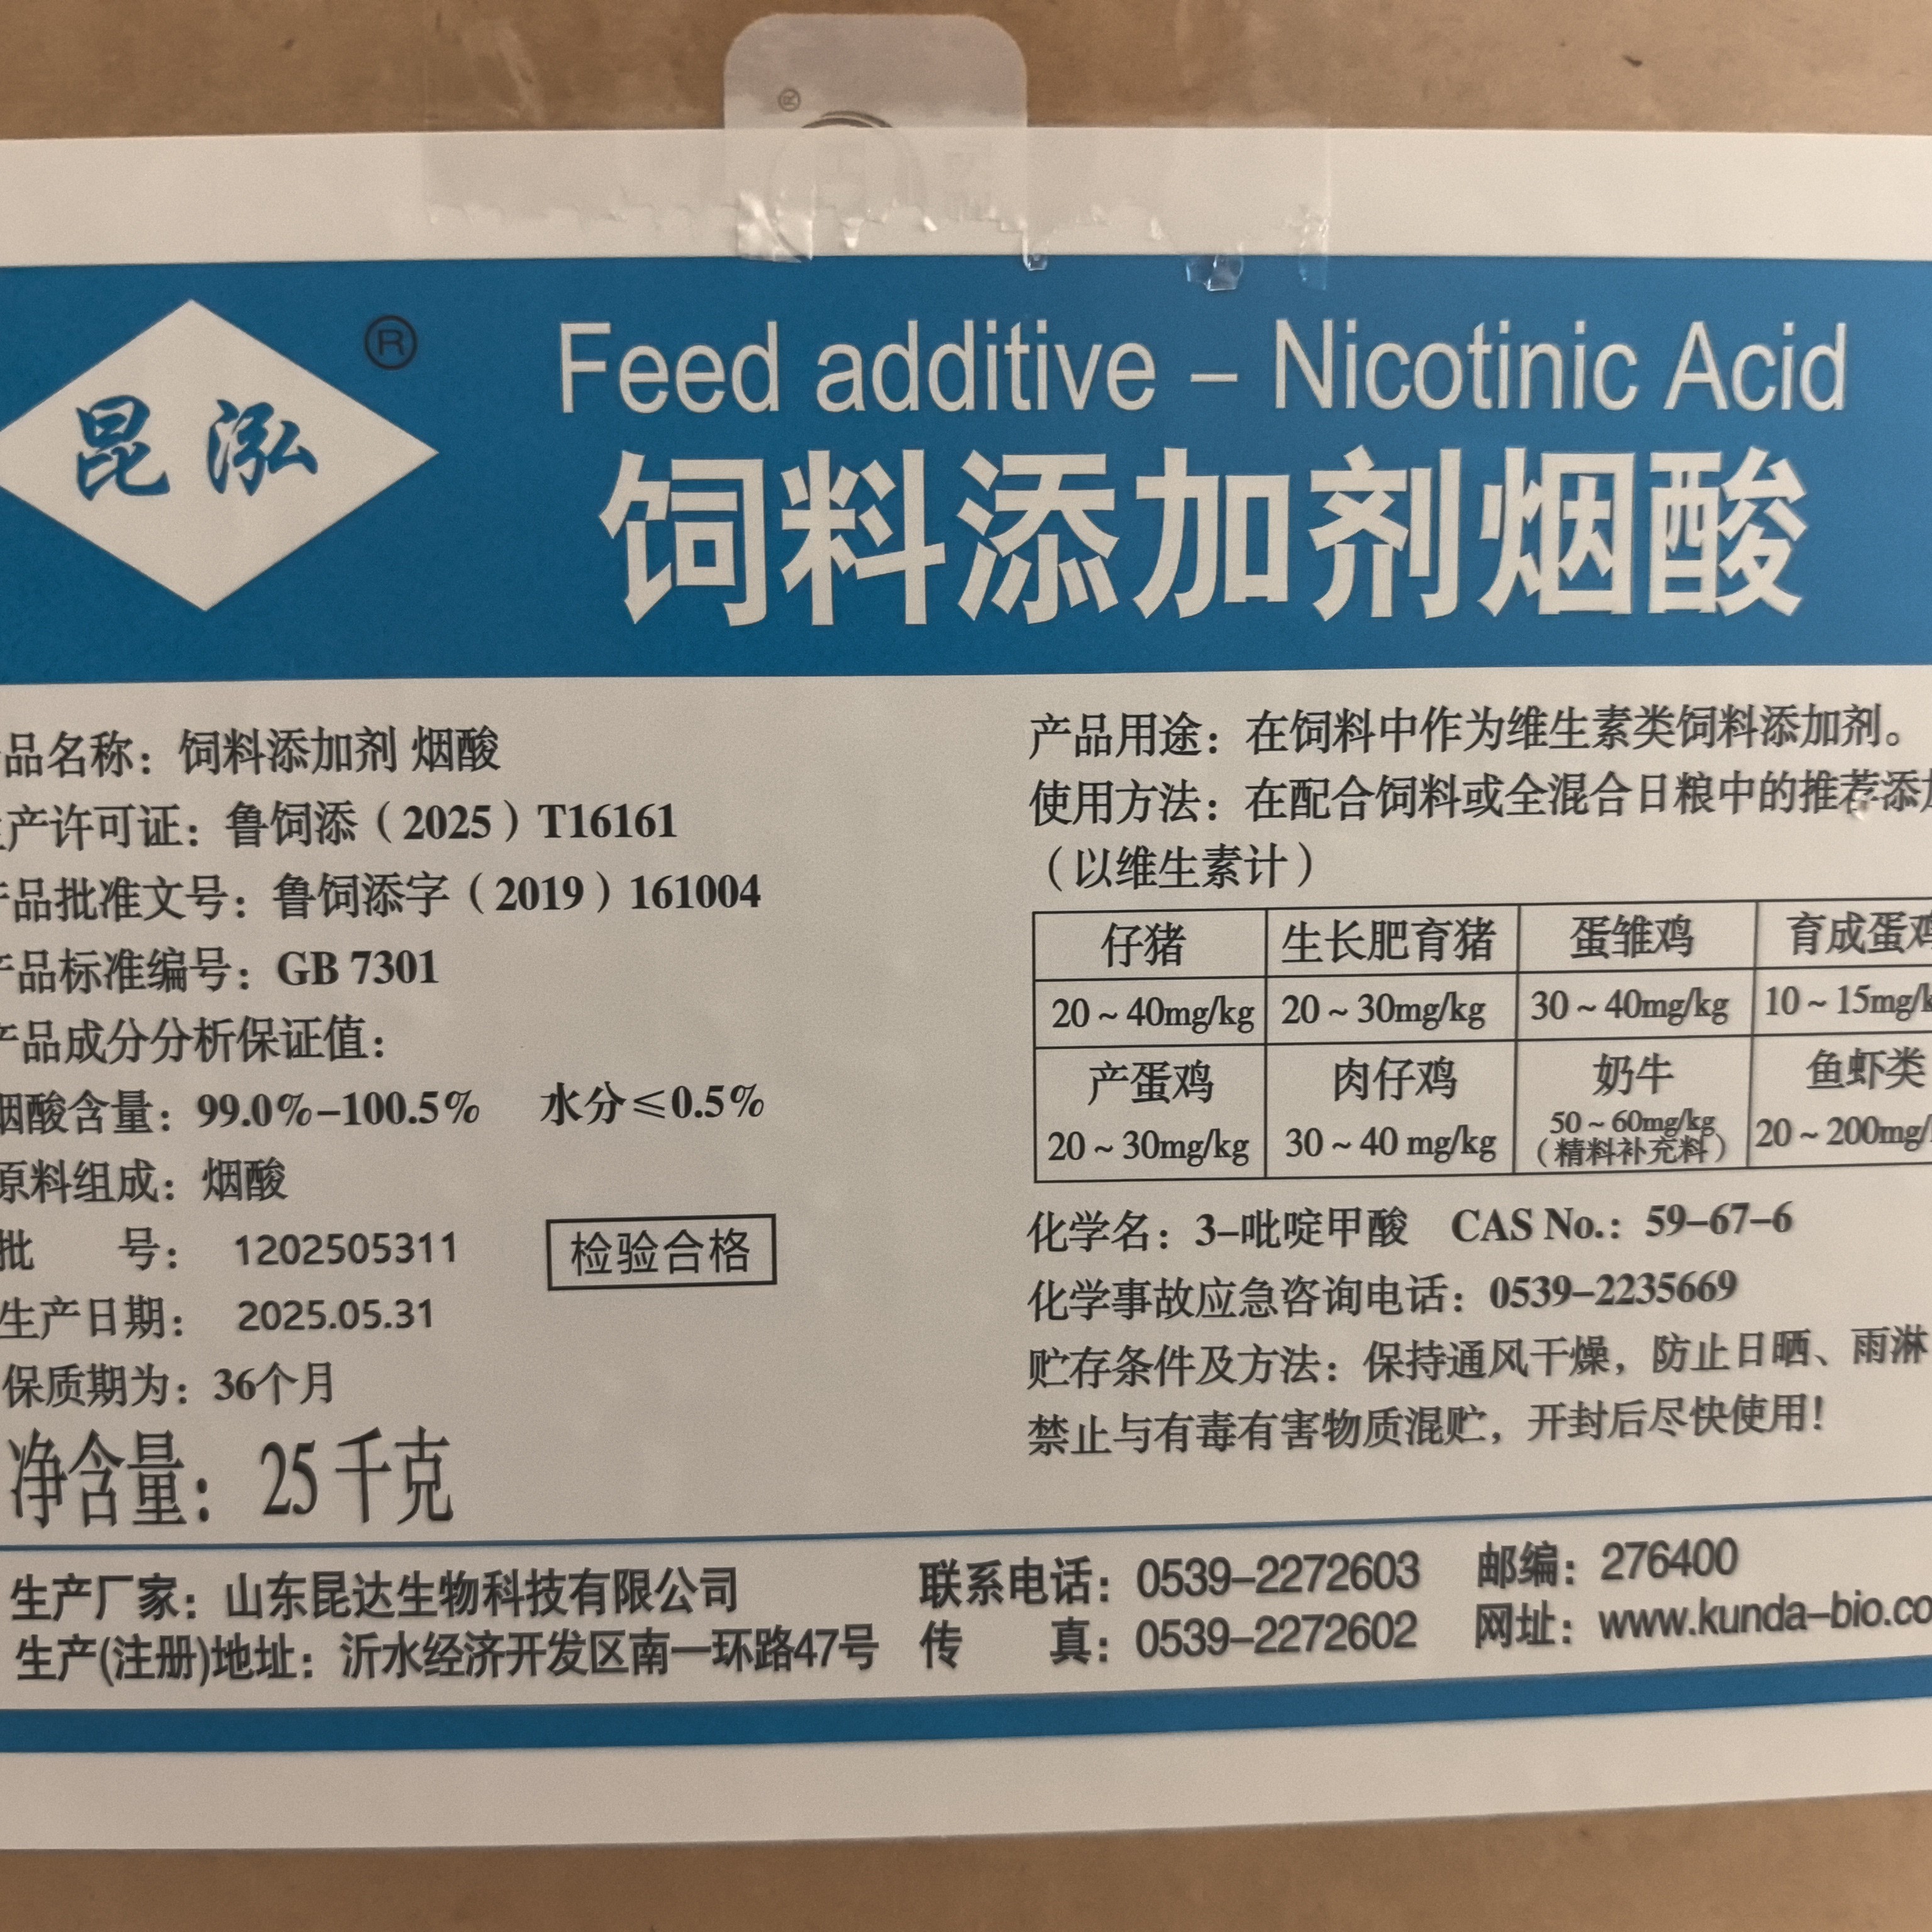 ®
昆泓
Feed additive – Nicotinic Acid
饲料添加剂烟酸
品名称：饲料添加剂 烟酸
产许可证：鲁饲添（2025）T16161
产品批准文号：鲁饲添字（2019）161004
产品标准编号：GB 7301
产品成分分析保证值：
烟酸含量：99.0%–100.5% 水分≤0.5%
原料组成：烟酸
批 号： 1202505311
检验合格
生产日期： 2025.05.31
保质期为：36个月
净含量：25千克
产品用途：在饲料中作为维生素类饲料添加剂。
使用方法：在配合饲料或全混合日粮中的推荐添加
（以维生素计）
仔猪 生长肥育猪 蛋雏鸡 育成蛋鸡
20～40mg/kg 20～30mg/kg 30～40mg/kg 10～15mg/k
产蛋鸡 肉仔鸡 奶牛 鱼虾类
20～30mg/kg 30～40 mg/kg 50～60mg/kg 20～200mg/
（精料补充料）
化学名：3–吡啶甲酸 CAS No.：59–67–6
化学事故应急咨询电话：0539–2235669
贮存条件及方法：保持通风干燥，防止日晒、雨淋
禁止与有毒有害物质混贮，开封后尽快使用！
生产厂家：山东昆达生物科技有限公司 联系电话：0539–2272603 邮编：276400
生产(注册)地址：沂水经济开发区南一环路47号 传 真：0539–2272602 网址：www.kunda–bio.co